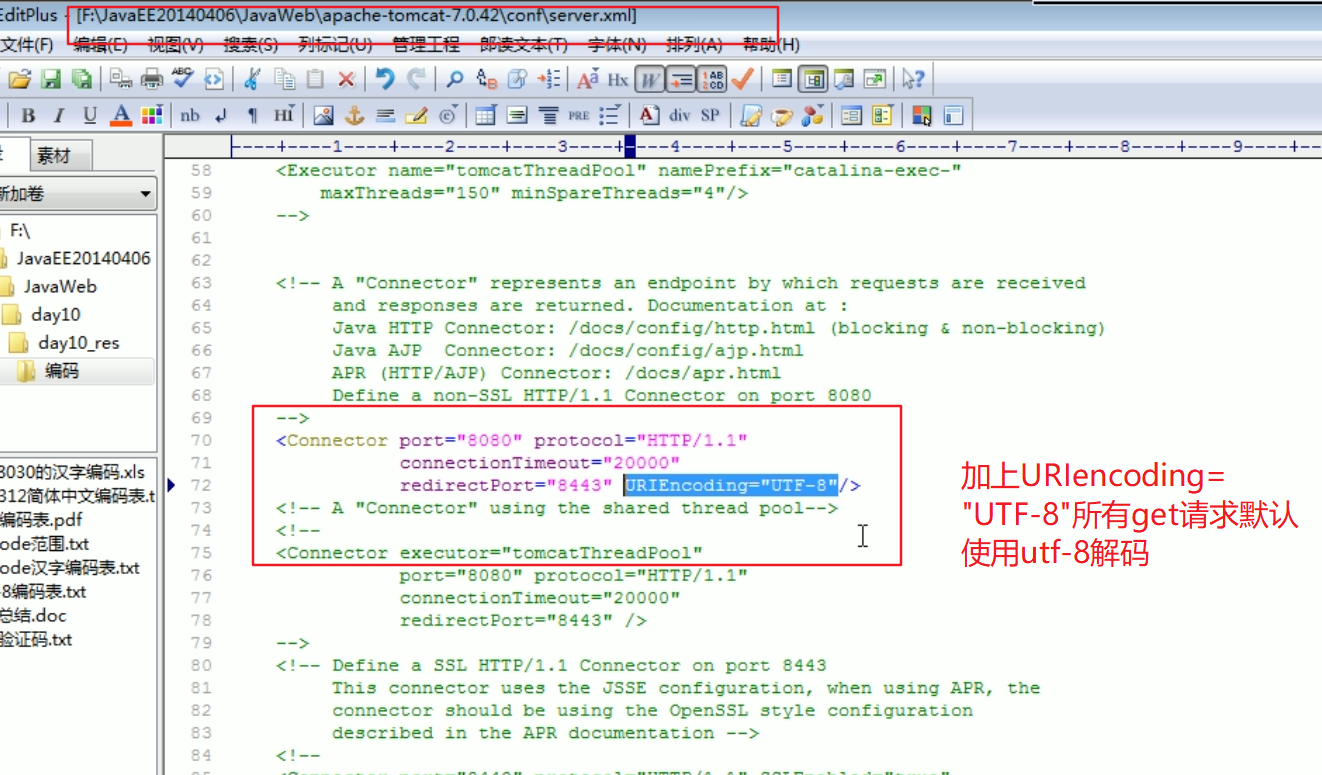 EditPlus - [F:\JavaEE20140406\JavaWeb\apache-tomcat-7.0.42\conf\server.xml]
文件(F) 编辑(E) 视图(V) 搜索(S) 列标记(U) 管理工程 朗读文本(T) 字体(N) 排列(A) 帮助(H)
B I U A nb HI PRE A div SP
素材
----+----1----+----2----+----3----+----4----+----5----+----6----+----7----+----8----+----9----+--
新加卷
F:\
JavaEE20140406
JavaWeb
day10
day10_res
编码
8030的汉字编码.xls
312简体中文编码表.t
编码表.pdf
ode范围.txt
ode汉字编码表.txt
-8编码表.txt
总结.doc
验证码.txt
58 <Executor name="tomcatThreadPool" namePrefix="catalina-exec-"
59 maxThreads="150" minSpareThreads="4"/>
60 -->
61
62
63 <!-- A "Connector" represents an endpoint by which requests are received
64 and responses are returned. Documentation at :
65 Java HTTP Connector: /docs/config/http.html (blocking & non-blocking)
66 Java AJP  Connector: /docs/config/ajp.html
67 APR (HTTP/AJP) Connector: /docs/apr.html
68 Define a non-SSL HTTP/1.1 Connector on port 8080
69 -->
70 <Connector port="8080" protocol="HTTP/1.1"
71 connectionTimeout="20000"
72 redirectPort="8443" URIEncoding="UTF-8"/>
73 <!-- A "Connector" using the shared thread pool-->
74 <!--
75 <Connector executor="tomcatThreadPool"
76 port="8080" protocol="HTTP/1.1"
77 connectionTimeout="20000"
78 redirectPort="8443" />
79 -->
80 <!-- Define a SSL HTTP/1.1 Connector on port 8443
81 This connector uses the JSSE configuration, when using APR, the
82 connector should be using the OpenSSL style configuration
83 described in the APR documentation -->
84 <!--
加上URIencoding=
"UTF-8"所有get请求默认
使用utf-8解码